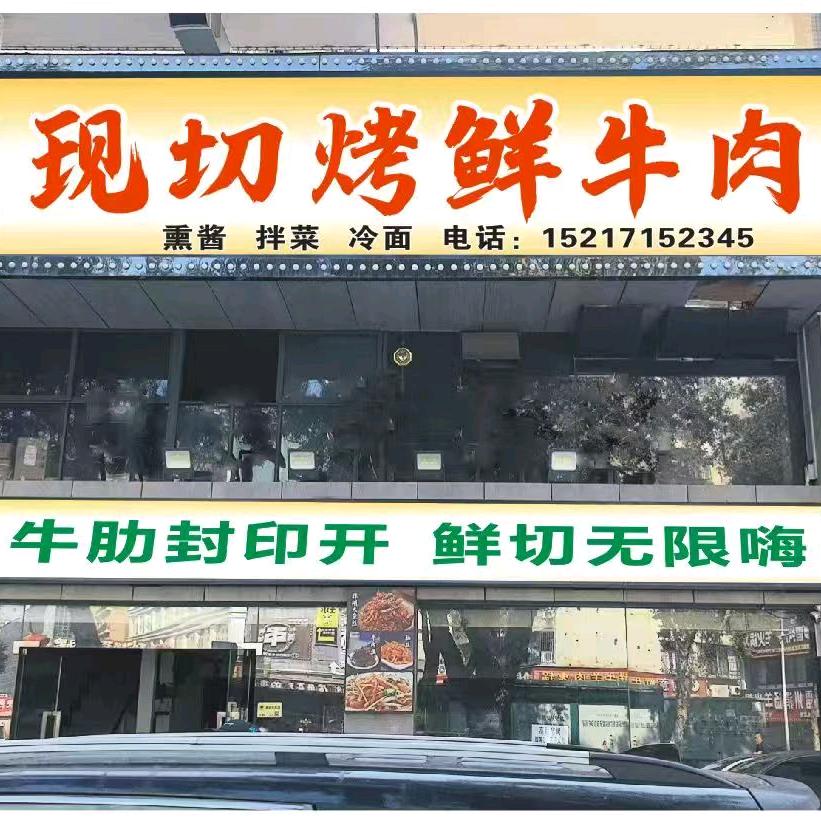 现切烤鲜牛肉
熏酱 拌菜 冷面 电话：15217152345
牛肋封印开 鲜切无限嗨